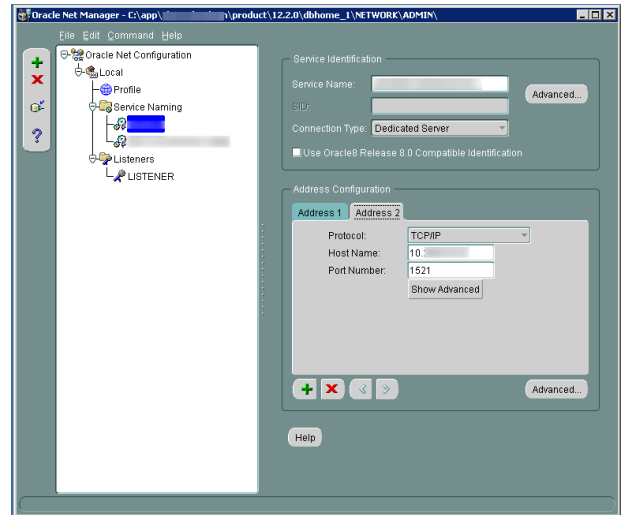 Oracle Net Manager - C:\app\ \product\12.2.0\dbhome_1\NETWORK\ADMIN\
File Edit Command Help
Oracle Net Configuration
Local
Profile
Service Naming
Listeners
LISTENER
Service Identification
Service Name:
Advanced...
SID:
Connection Type: Dedicated Server
Use Oracle8 Release 8.0 Compatible Identification
Address Configuration
Address 1 Address 2
Protocol: TCP/IP
Host Name: 10.
Port Number: 1521
Show Advanced
Advanced...
Help